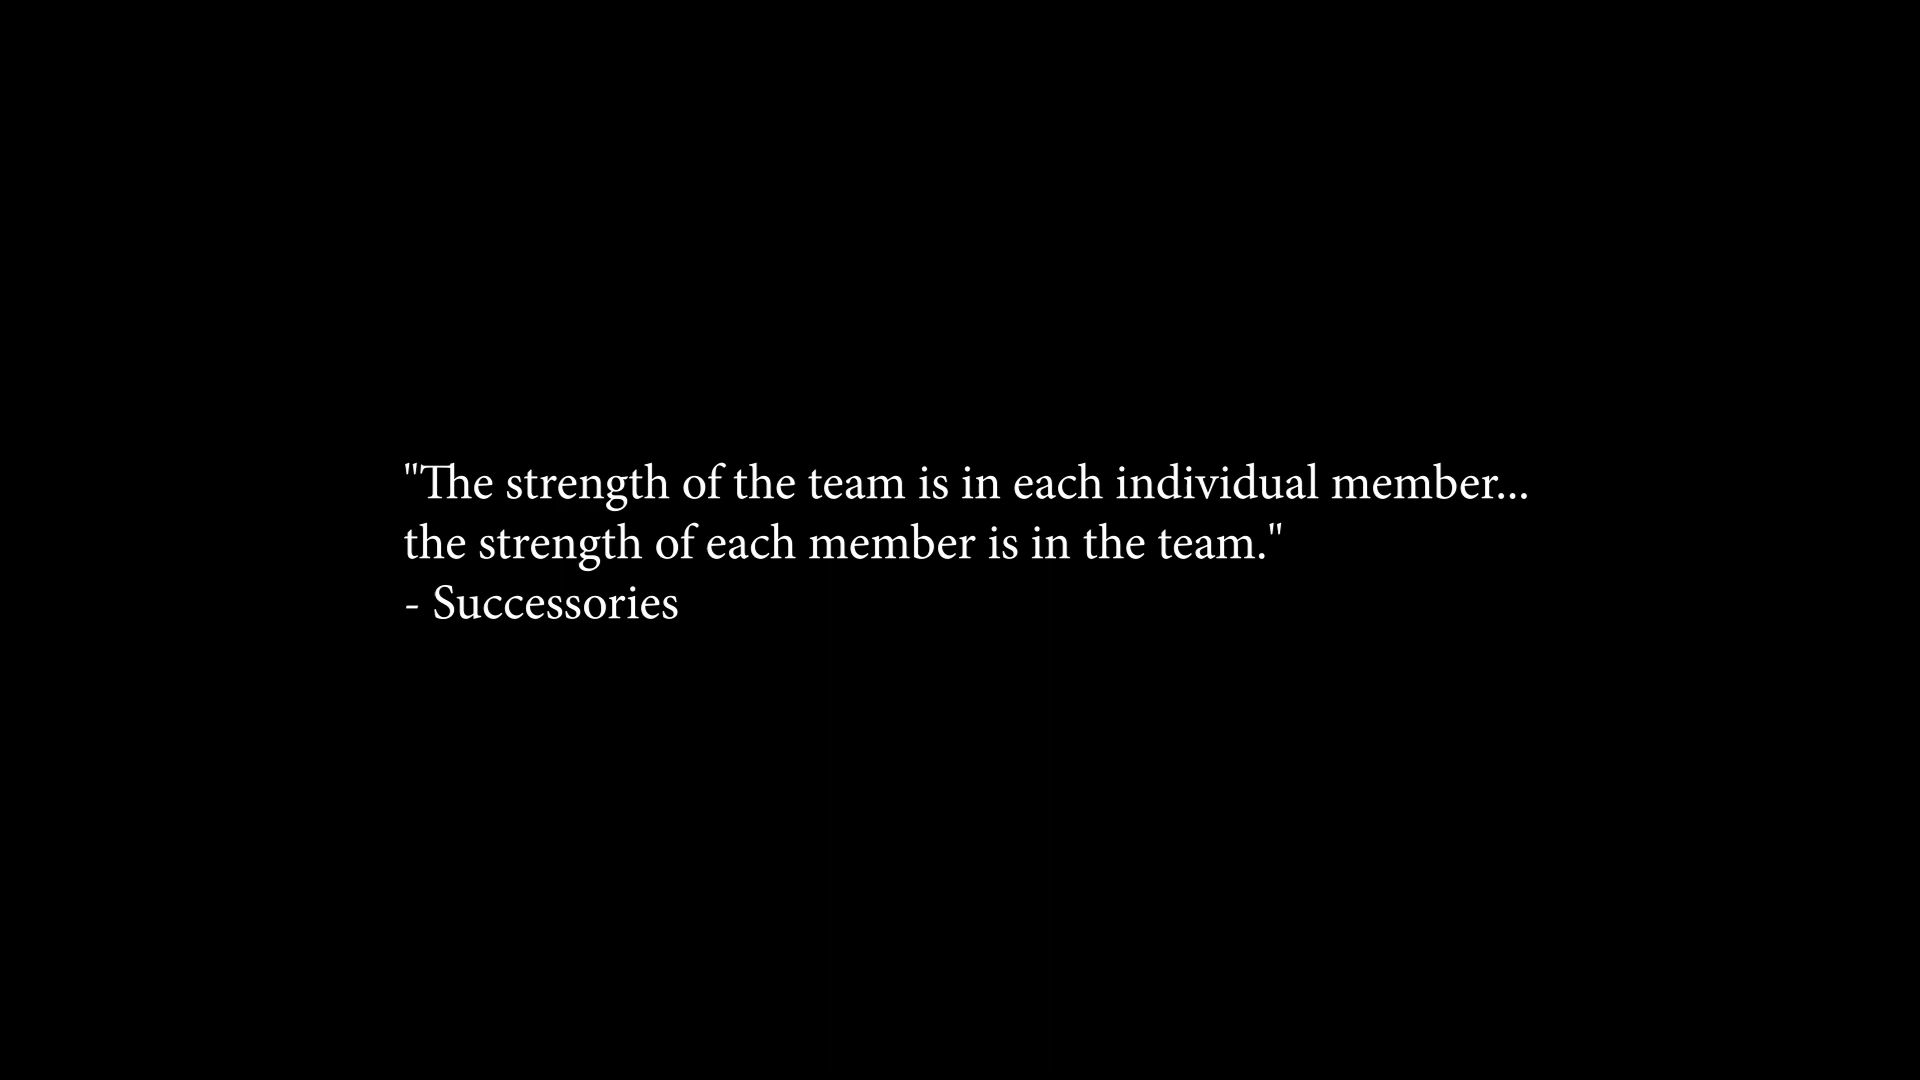 "The strength of the team is in each individual member...
the strength of each member is in the team."
- Successories